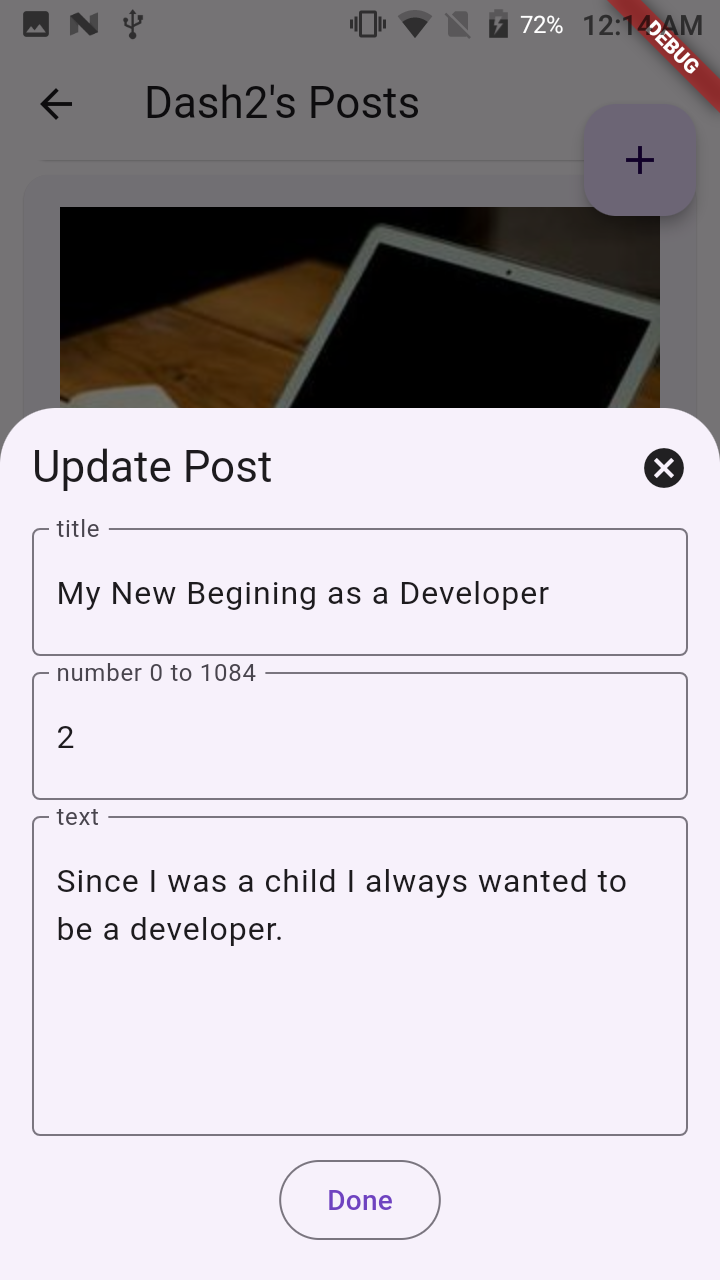 72%
12:14 AM
DEBUG
Dash2's Posts
Update Post
title
My New Begining as a Developer
number 0 to 1084
2
text
Since I was a child I always wanted to
be a developer.
Done